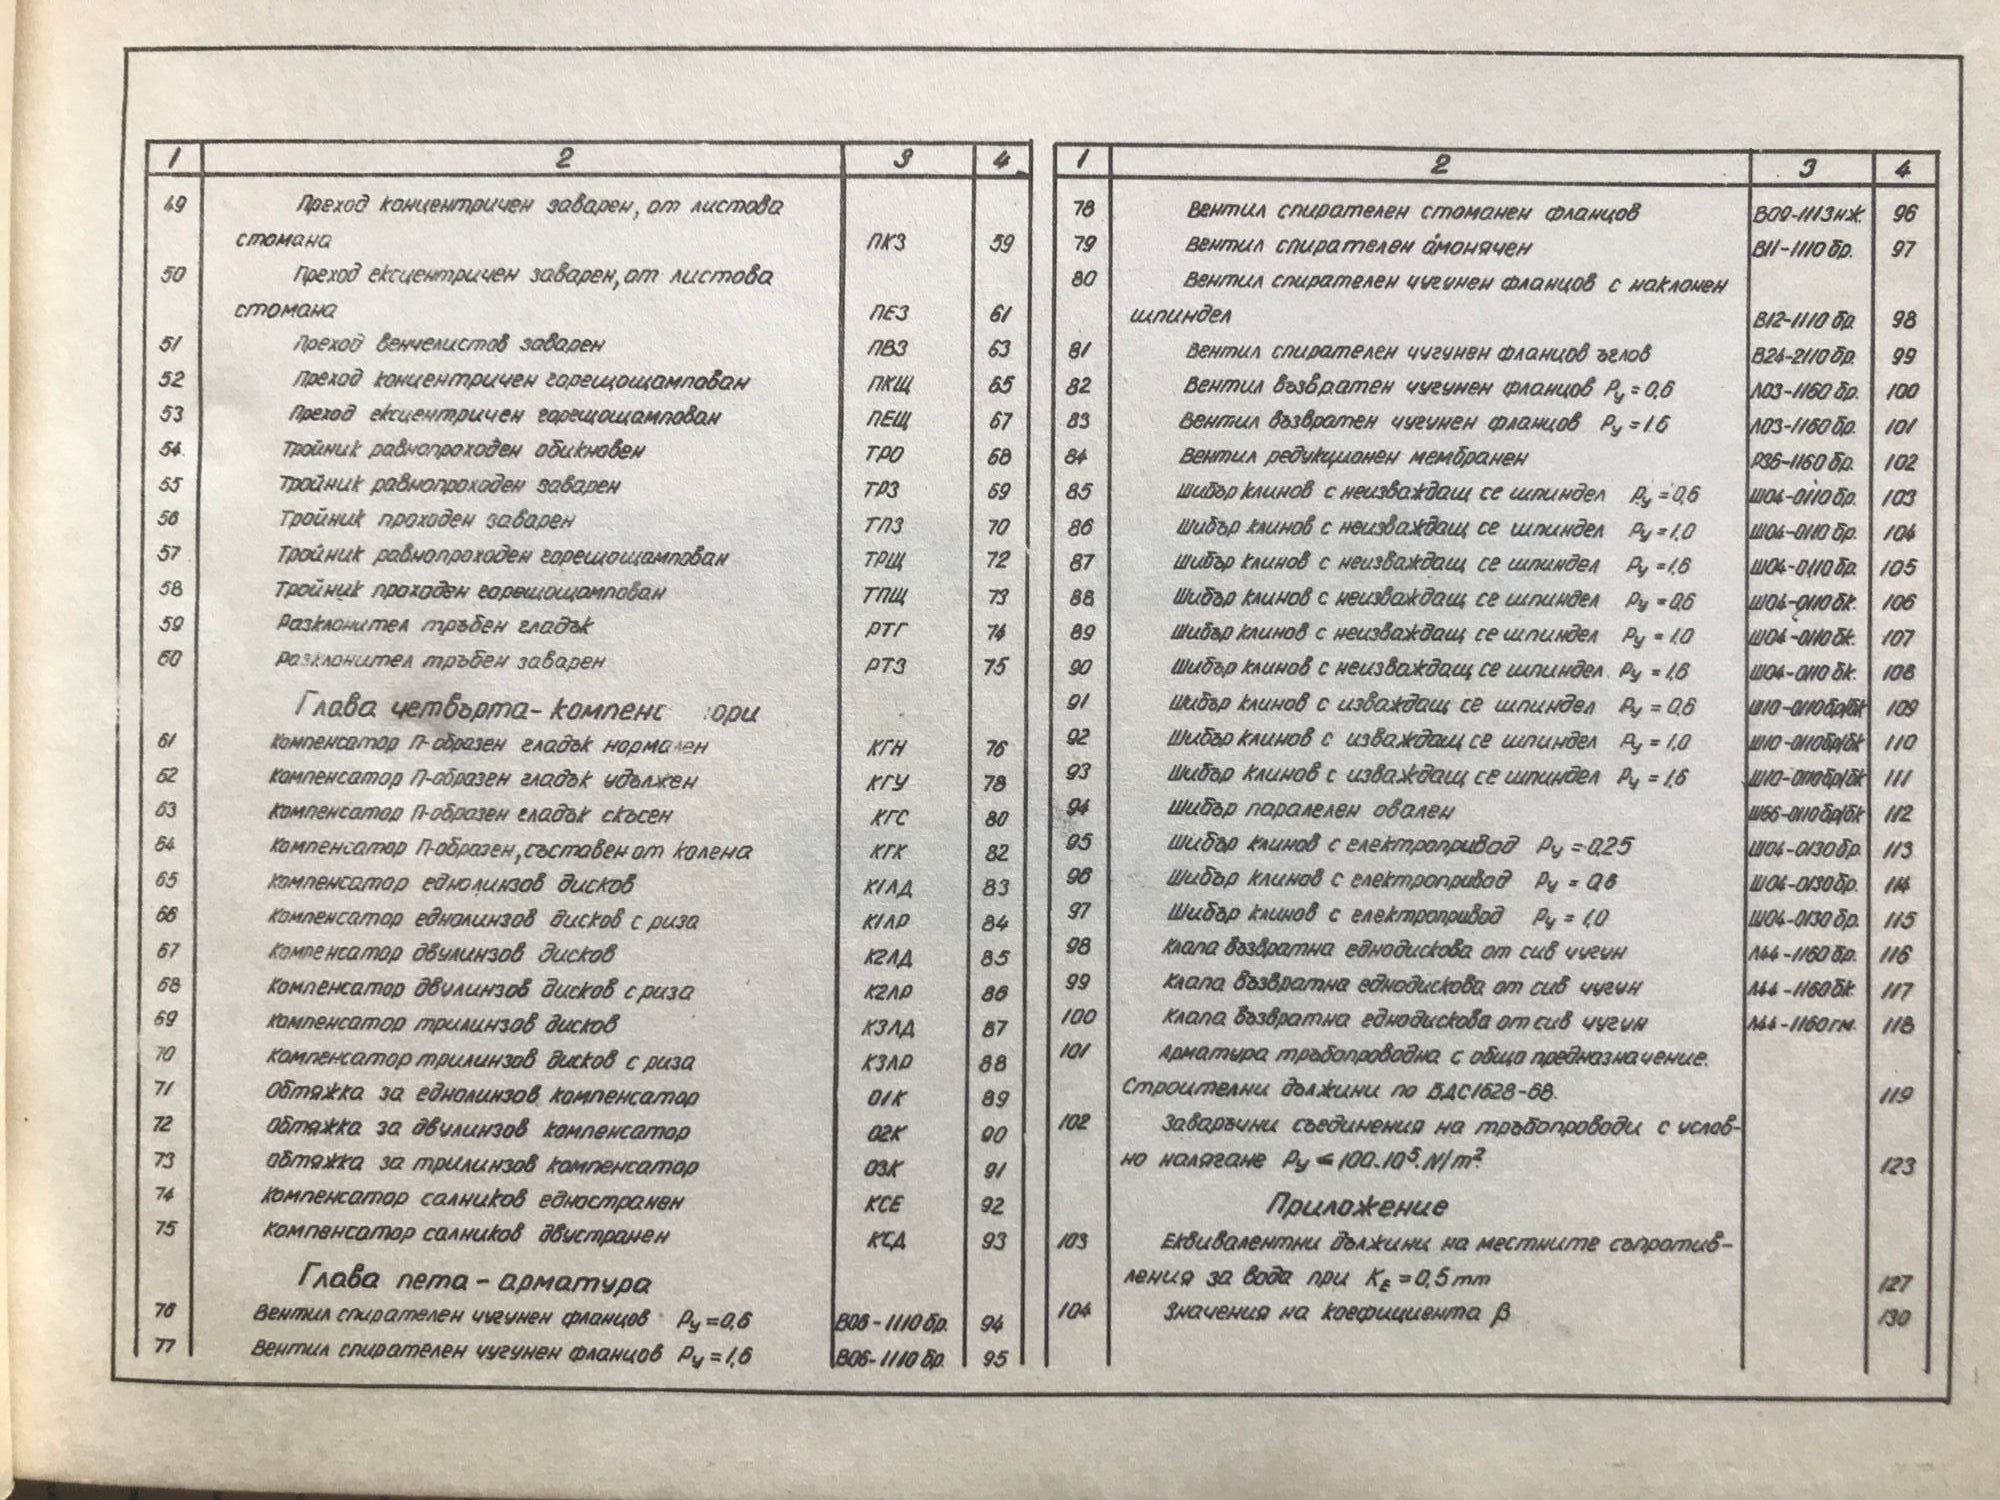 1 2 3 4
49 Преход концентричен заварен, от листова
стомана ПКЗ 59
50 Преход ексцентричен заварен, от листова
стомана ПЕЗ 61
51 Преход венчелистов заварен ПВЗ 63
52 Преход концентричен горещощампован ПКЩ 65
53 Преход ексцентричен горещощампован ПЕЩ 67
54 Тройник равнопроходен обикновен ТРО 68
55 Тройник равнопроходен заварен ТРЗ 69
56 Тройник проходен заварен ТПЗ 70
57 Тройник равнопроходен горещощампован ТРЩ 72
58 Тройник проходен горещощампован ТПЩ 73
59 Разклонител тръбен гладък РТГ 74
60 Разклонител тръбен заварен РТЗ 75
Глава четвърта - компенс ори
61 Компенсатор П-образен гладък нормален КГН 76
62 Компенсатор П-образен гладък удължен КГУ 78
63 Компенсатор П-образен гладък скъсен КГС 80
64 Компенсатор П-образен, съставен от колена КГК 82
65 Компенсатор еднолинзов дисков К1ЛД 83
66 Компенсатор еднолинзов дисков с риза К1ЛР 84
67 Компенсатор двулинзов дисков К2ЛД 85
68 Компенсатор двулинзов дисков с риза К2ЛР 86
69 Компенсатор трилинзов дисков К3ЛД 87
70 Компенсатор трилинзов дисков с риза К3ЛР 88
71 Обтяжка за еднолинзов компенсатор О1К 89
72 Обтяжка за двулинзов компенсатор О2К 90
73 Обтяжка за трилинзов компенсатор О3К 91
74 Компенсатор салников едностранен КСЕ 92
75 Компенсатор салников двустранен КСД 93
Глава пета - арматура
76 Вентил спирателен чугунен фланцов Ру = 0,6 В06-1110 бр. 94
77 Вентил спирателен чугунен фланцов Ру = 1,6 В06-1110 бр. 95
1 2 3 4
78 Вентил спирателен стоманен фланцов В09-1113нж. 96
79 Вентил спирателен амонячен В11-1110 бр. 97
80 Вентил спирателен чугунен фланцов с наклонен
шпиндел В12-1110 бр. 98
81 Вентил спирателен чугунен фланцов ъглов В24-2110 бр. 99
82 Вентил възвратен чугунен фланцов Ру = 0,6 Л03-1160 бр. 100
83 Вентил възвратен чугунен фланцов Ру = 1.6 Л03-1160 бр. 101
84 Вентил редукционен мембранен Р36-1160 бр. 102
85 Шибър клинов с неизваждащ се шпиндел Ру = 0,6 Ш04-0110 бр. 103
86 Шибър клинов с неизваждащ се шпиндел Ру = 1,0 Ш04-0110 бр. 104
87 Шибър клинов с неизваждащ се шпиндел Ру = 1,6 Ш04-0110 бр. 105
88 Шибър клинов с неизваждащ се шпиндел Ру = 0,6 Ш04-0110 бк. 106
89 Шибър клинов с неизваждащ се шпиндел Ру = 1.0 Ш04-0110 бк. 107
90 Шибър клинов с неизваждащ се шпиндел Ру = 1,6 Ш04-0110 бк. 108
91 Шибър клинов с изваждащ се шпиндел Ру = 0,6 Ш10-0110бр/бк 109
92 Шибър клинов с изваждащ се шпиндел Ру = 1,0 Ш10-0110бр/бк 110
93 Шибър клинов с изваждащ се шпиндел Ру = 1,6 Ш10-0110бр/бк 111
94 Шибър паралелен овален Ш66-0110бр/бк 112
95 Шибър клинов с електропривод Ру = 0.25 Ш04-0130 бр. 113
96 Шибър клинов с електропривод Ру = 0,6 Ш04-0130 бр. 114
97 Шибър клинов с електропривод Ру = 1,0 Ш04-0130 бр. 115
98 Клапа възвратна еднодискова от сив чугун Л44-1160 бр. 116
99 Клапа възвратна еднодискова от сив чугун Л44-1160 бк. 117
100 Клапа възвратна еднодискова от сив чугун Л44-1160гм. 118
101 Арматура тръбопроводна с общо предназначение.
Строителни дължини по БДС1628-68. 119
102 Заваръчни съединения на тръбопроводи с услов-
но налягане Ру ≤ 100.10⁵.N/m². 123
Приложение
103 Еквивалентни дължини на местните съпротив-
ления за вода при KE = 0,5 mm 127
104 Значения на коефициента β 130